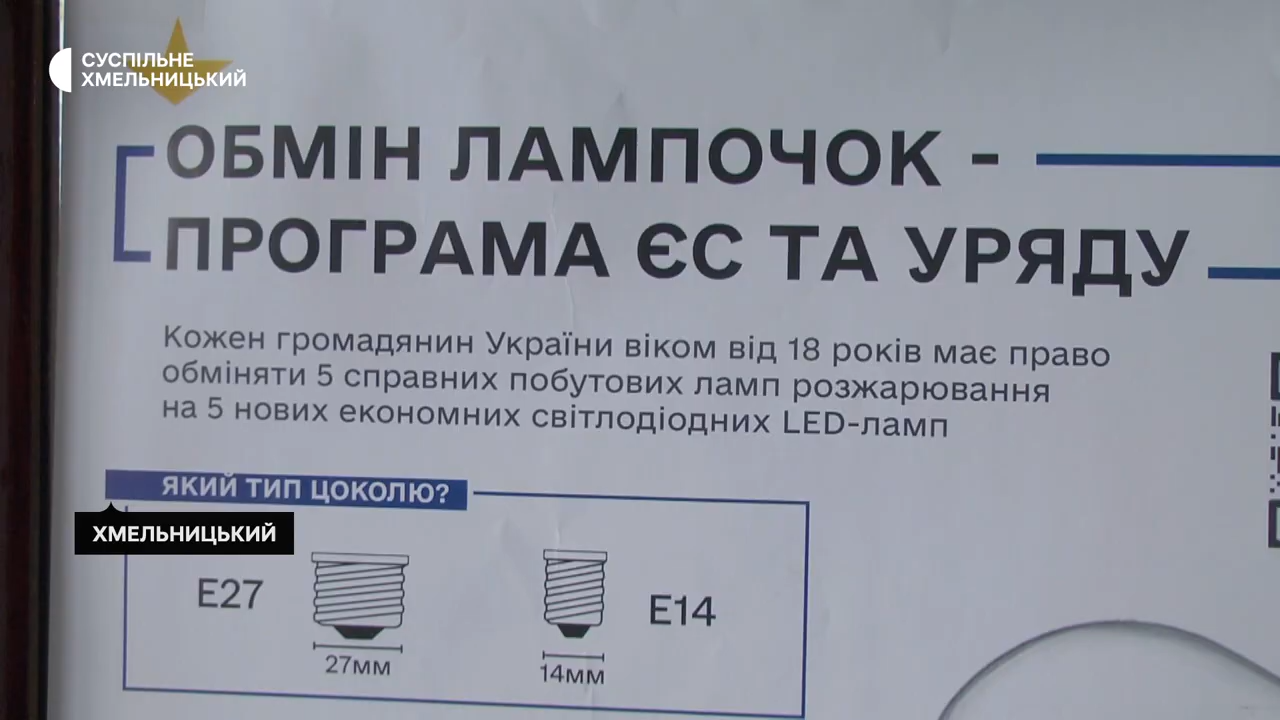 СУСПІЛЬНЕ
ХМЕЛЬНИЦЬКИЙ
ОБМІН ЛАМПОЧОК -
ПРОГРАМА ЄС ТА УРЯДУ
Кожен громадянин України віком від 18 років має право
обміняти 5 справних побутових ламп розжарювання
на 5 нових економних світлодіодних LED-ламп
ЯКИЙ ТИП ЦОКОЛЮ?
ХМЕЛЬНИЦЬКИЙ
E27
27мм
14мм
E14